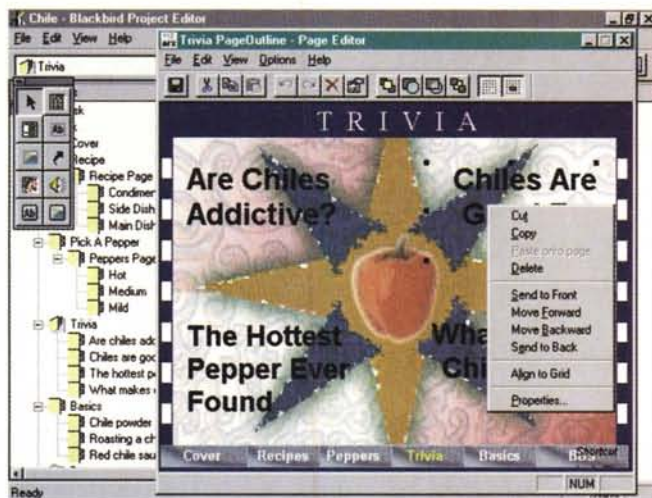 Chile - Blackbird Project Editor
File Edit View Help
Trivia
Cover
Recipe
Recipe Page
Condimen
Side Dish
Main Dish
Pick A Pepper
Peppers Page
Hot
Medium
Mild
Trivia
Are chiles add
Chiles are goo
The hottest pe
What makes
Basics
Chile powder
Roasting a ch
Red chile sau
Ready
Trivia PageOutline - Page Editor
File Edit View Options Help
TRIVIA
Are Chiles
Addictive?
Chiles Are
The Hottest
Pepper Ever
Found
Cut
Copy
Paste onto page
Delete
Send to Front
Move Forward
Move Backward
Send to Back
Align to Grid
Properties...
Cover Recipes Peppers Trivia Basics
Shortcut
NUM